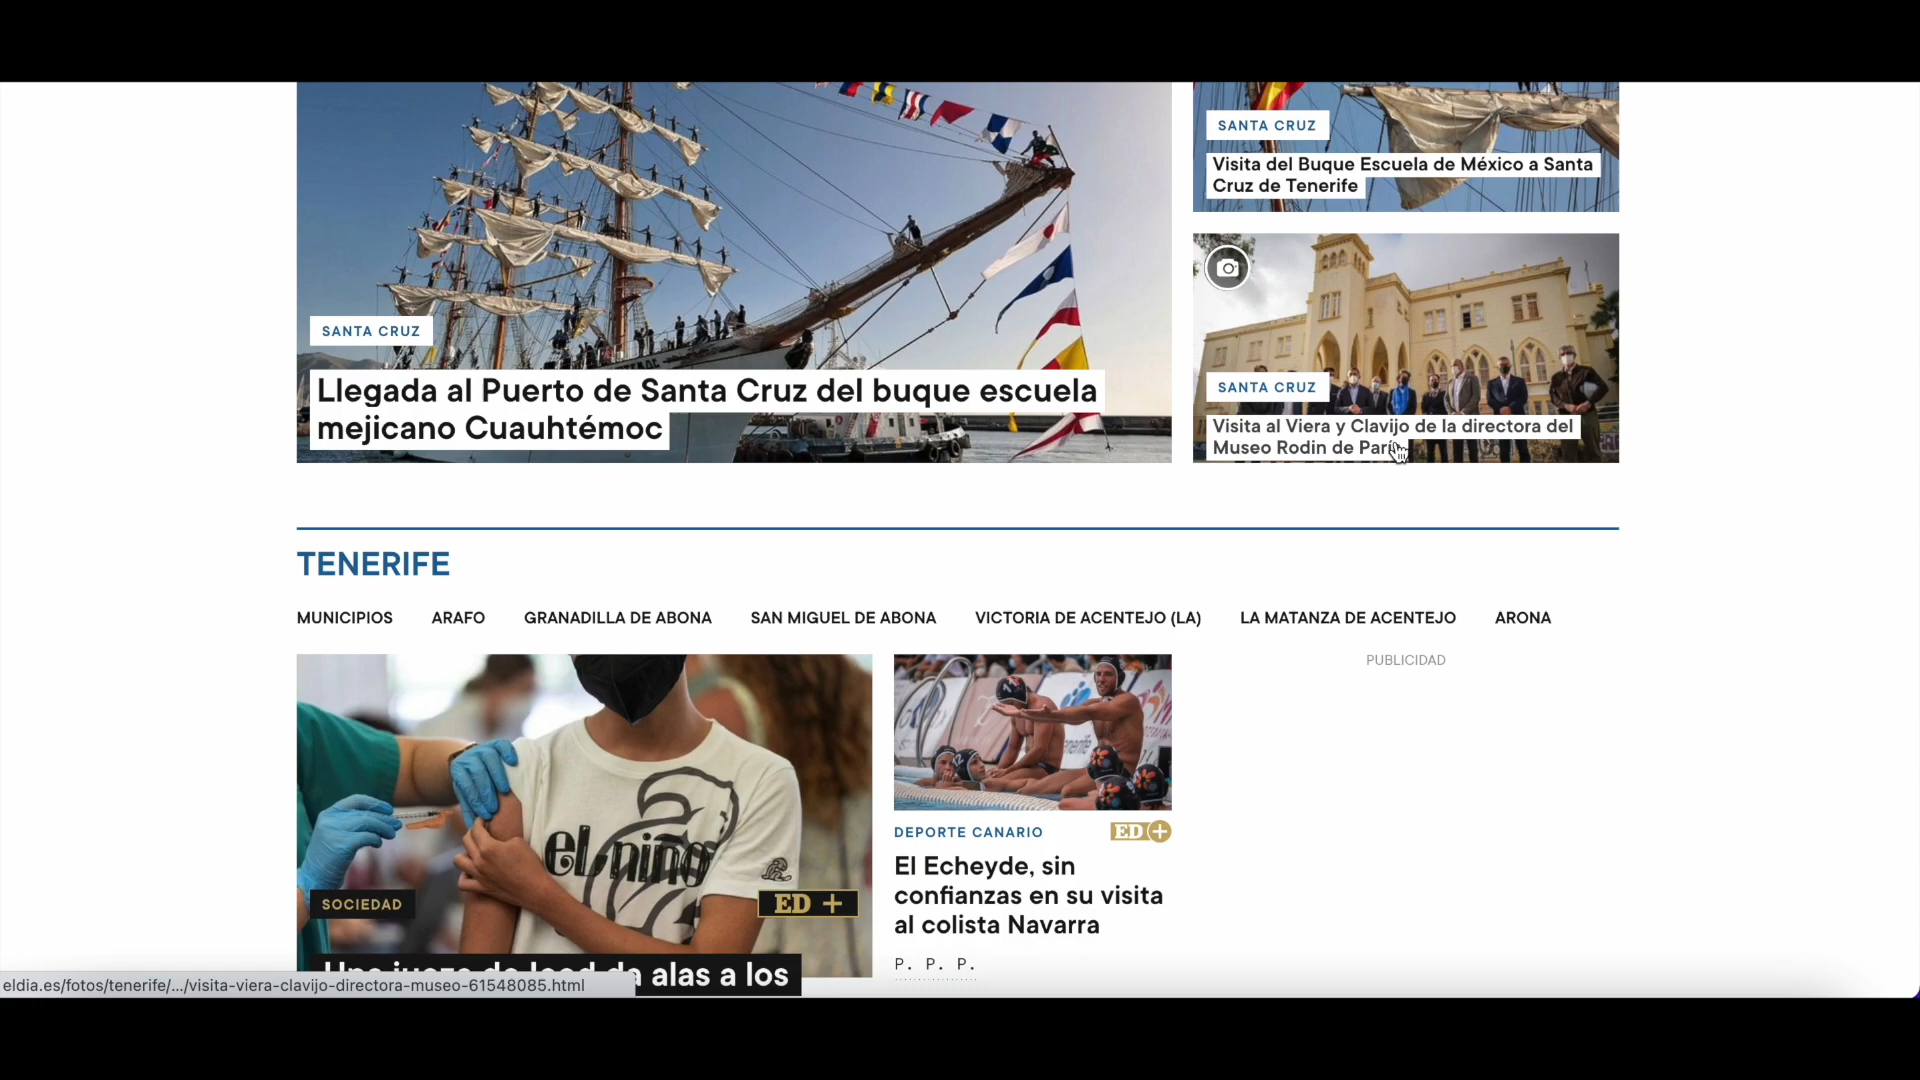 SANTA CRUZ
Visita del Buque Escuela de México a Santa
Cruz de Tenerife
SANTA CRUZ
Llegada al Puerto de Santa Cruz del buque escuela
mejicano Cuauhtémoc
SANTA CRUZ
Visita al Viera y Clavijo de la directora del
Museo Rodin de París
TENERIFE
MUNICIPIOS
ARAFO
GRANADILLA DE ABONA
SAN MIGUEL DE ABONA
VICTORIA DE ACENTEJO (LA)
LA MATANZA DE ACENTEJO
ARONA
PUBLICIDAD
el niño
SOCIEDAD
ED +
alas a los
DEPORTE CANARIO
ED+
El Echeyde, sin
confianzas en su visita
al colista Navarra
P. P. P.
eldia.es/fotos/tenerife/.../visita-viera-clavijo-directora-museo-61548085.html